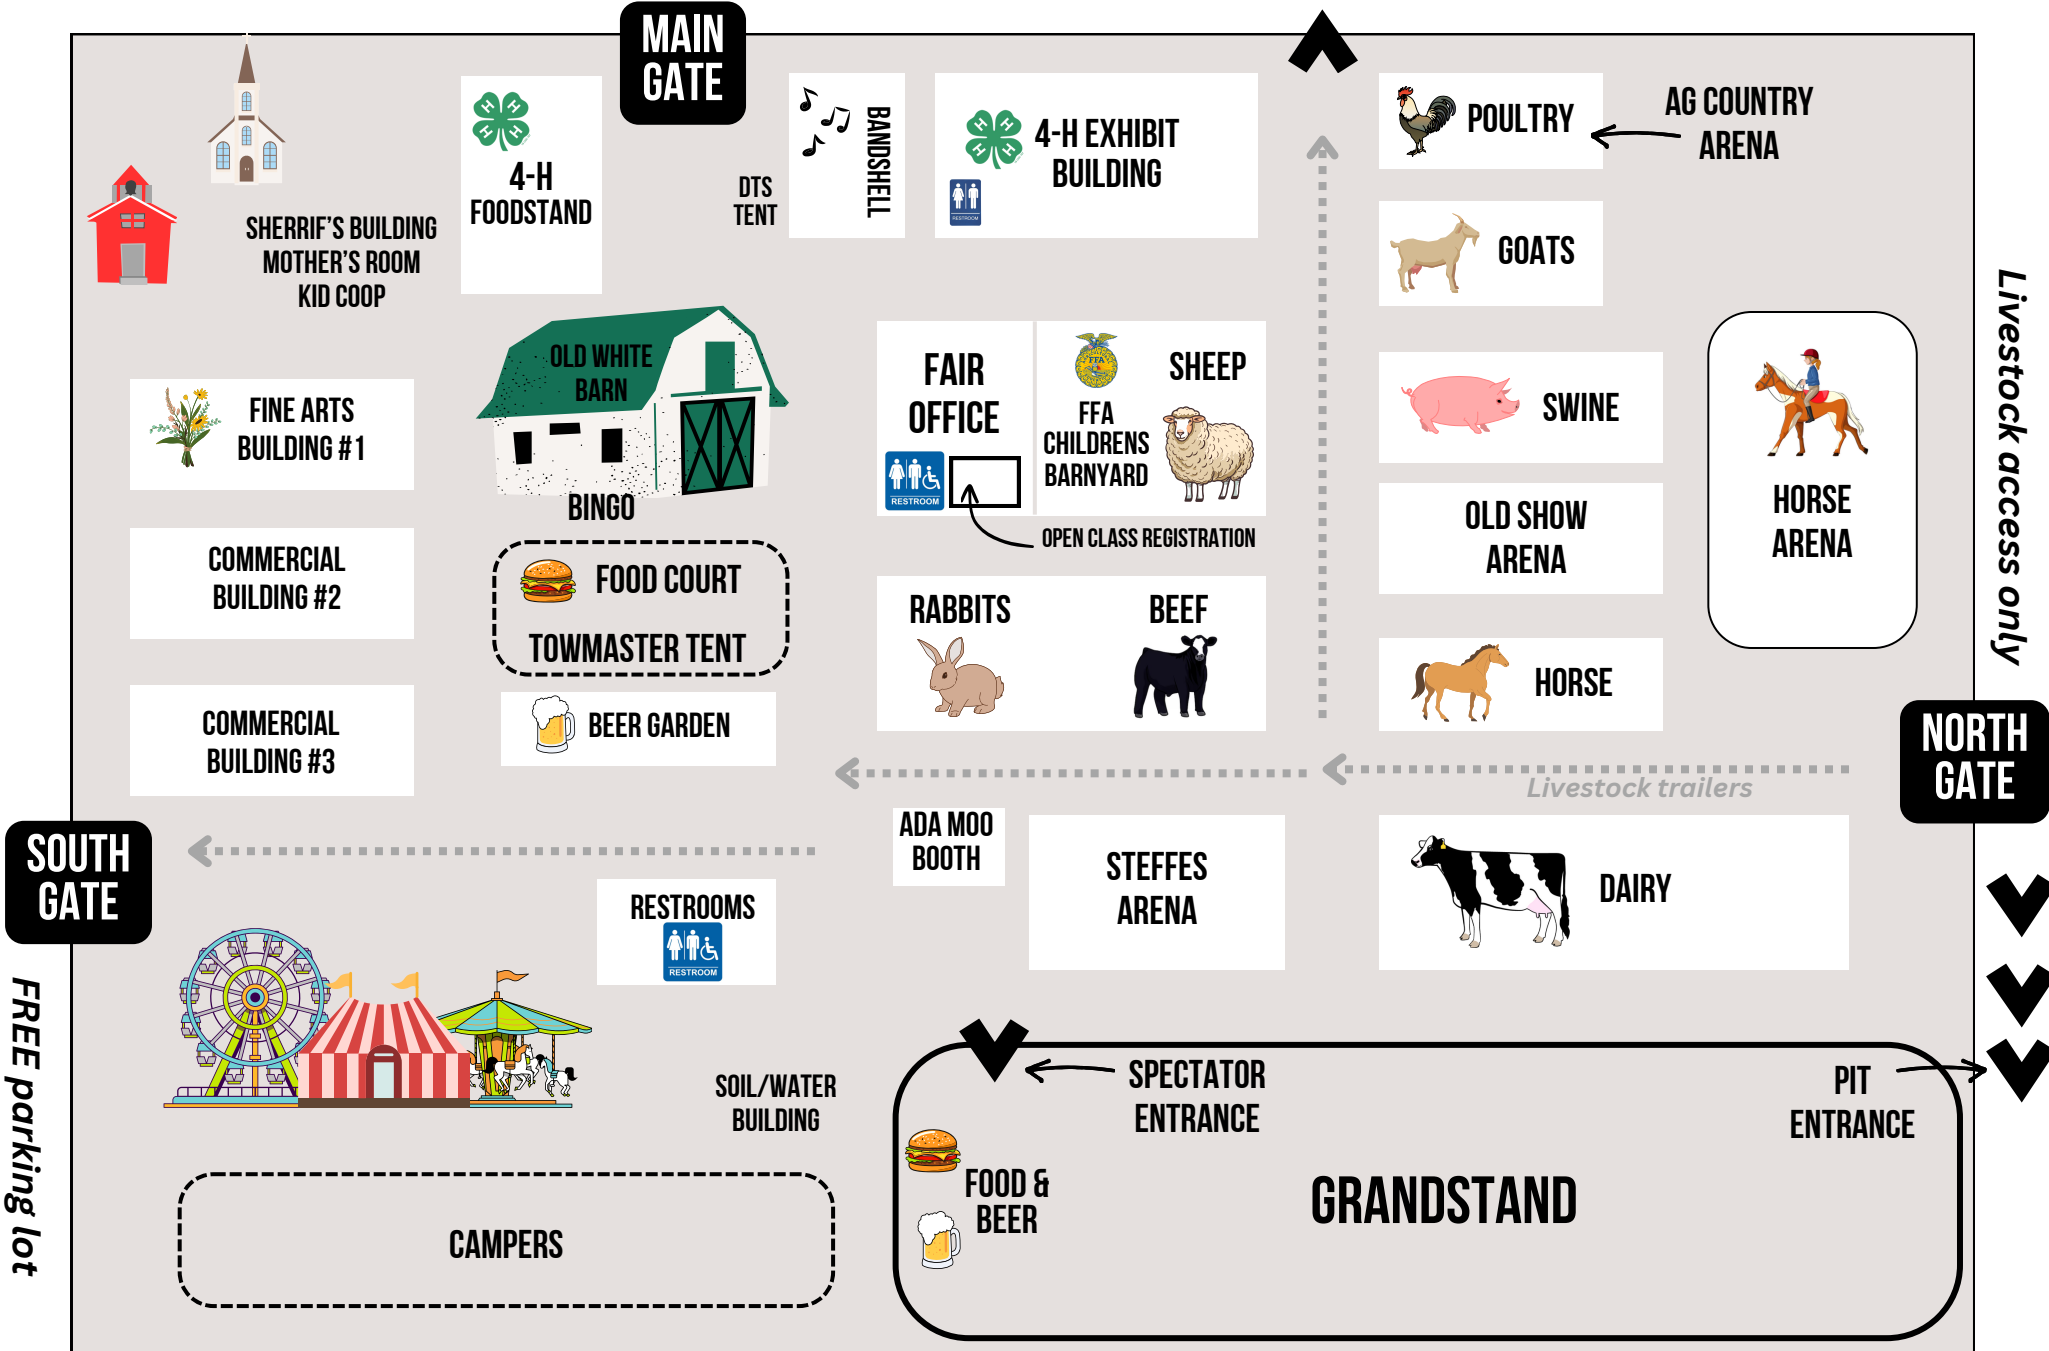 MAIN
GATE
4-H
FOODSTAND
DTS
TENT
BANDSHELL
4-H EXHIBIT
BUILDING
RESTROOM
POULTRY
AG COUNTRY
ARENA
GOATS
SHERRIF'S BUILDING
MOTHER'S ROOM
KID COOP
OLD WHITE
BARN
BINGO
FINE ARTS
BUILDING #1
FAIR
OFFICE
RESTROOM
FFA
FFA
CHILDRENS
BARNYARD
SHEEP
OPEN CLASS REGISTRATION
SWINE
OLD SHOW
ARENA
HORSE
ARENA
Livestock access only
COMMERCIAL
BUILDING #2
FOOD COURT
TOWMASTER TENT
RABBITS
BEEF
HORSE
COMMERCIAL
BUILDING #3
BEER GARDEN
NORTH
GATE
Livestock trailers
SOUTH
GATE
ADA MOO
BOOTH
STEFFES
ARENA
DAIRY
RESTROOMS
RESTROOM
FREE parking lot
SOIL/WATER
BUILDING
SPECTATOR
ENTRANCE
PIT
ENTRANCE
FOOD &
BEER
GRANDSTAND
CAMPERS
H H
H H
H H
H H